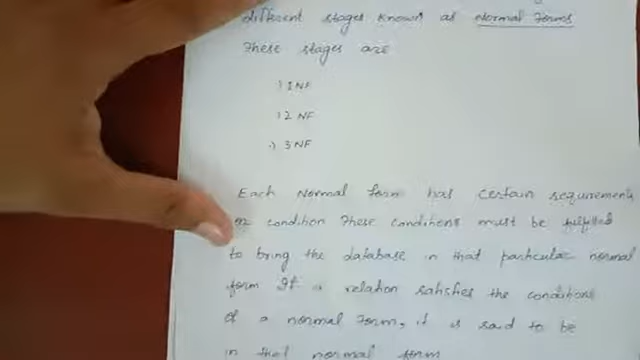 different stages known as Normal Forms
These stages are
1 NF
2 NF
3 NF
Each Normal form has certain requirements
or condition These conditions must be fulfilled
to bring the database in that particular normal
form If a relation satisfies the conditions
of a normal form, it is said to be
in that normal form